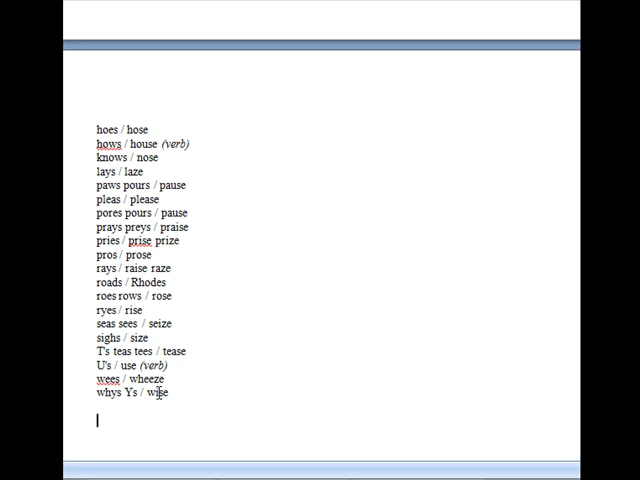 hoes / hose
hows / house (verb)
knows / nose
lays / laze
paws pours / pause
pleas / please
pores pours / pause
prays preys / praise
pries / prise prize
pros / prose
rays / raise raze
roads / Rhodes
roes rows / rose
ryes / rise
seas sees / seize
sighs / size
T's teas tees / tease
U's / use (verb)
wees / wheeze
whys Ys / wise